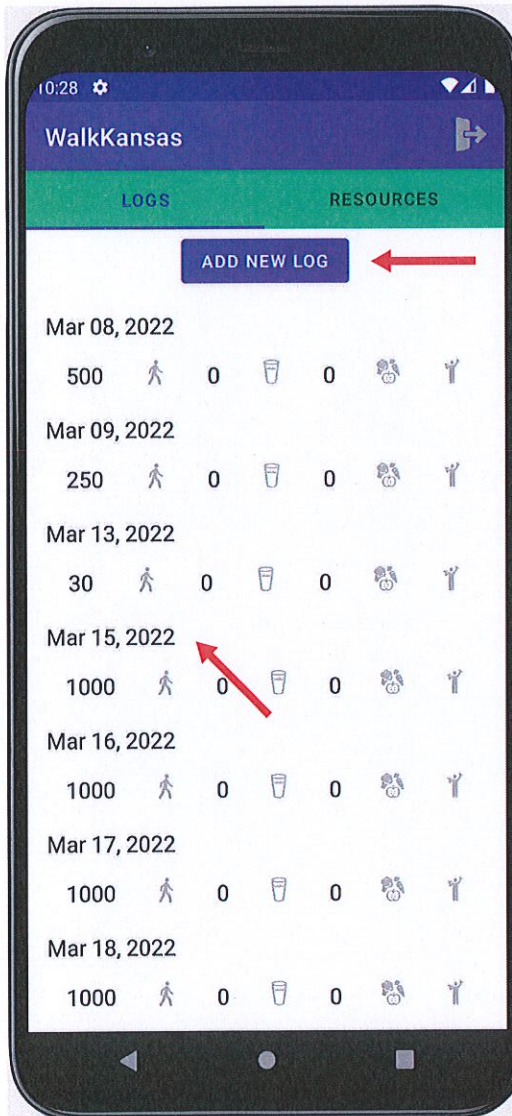 10:28
WalkKansas
LOGS RESOURCES
ADD NEW LOG
Mar 08, 2022
500 0 0
Mar 09, 2022
250 0 0
Mar 13, 2022
30 0 0
Mar 15, 2022
1000 0 0
Mar 16, 2022
1000 0 0
Mar 17, 2022
1000 0 0
Mar 18, 2022
1000 0 0